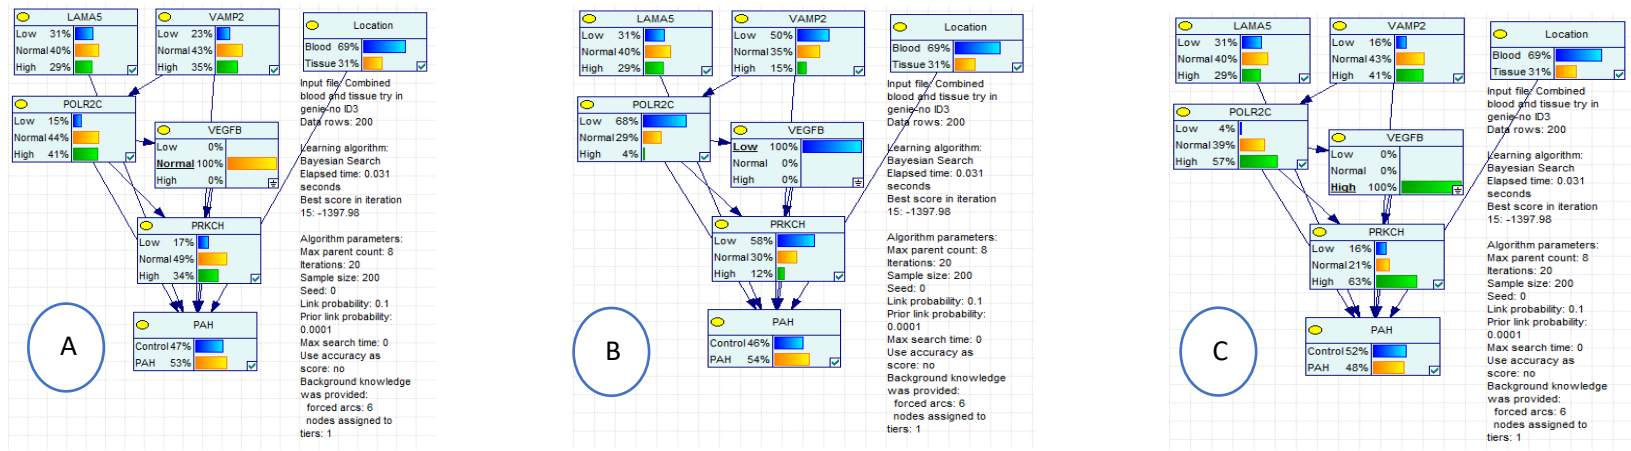 LAMA5
Low 31%
Normal 40%
High 29%
VAMP2
Low 23%
Normal 43%
High 35%
Location
Blood 69%
Tissue 31%
POLR2C
Low 15%
Normal 44%
High 41%
VEGFB
Low 0%
Normal 100%
High 0%
PRKCH
Low 17%
Normal 49%
High 34%
PAH
Control 47%
PAH 53%
A
Input file: Combined
blood and tissue try in
genie-no ID3
Data rows: 200
Learning algorithm:
Bayesian Search
Elapsed time: 0.031
seconds
Best score in iteration
15: -1397.98
Algorithm parameters:
Max parent count: 8
Iterations: 20
Sample size: 200
Seed: 0
Link probability: 0.1
Prior link probability:
0.0001
Max search time: 0
Use accuracy as
score: no
Background knowledge
was provided:
forced arcs: 6
nodes assigned to
tiers: 1
LAMA5
Low 31%
Normal 40%
High 29%
VAMP2
Low 50%
Normal 35%
High 15%
Location
Blood 69%
Tissue 31%
POLR2C
Low 68%
Normal 29%
High 4%
VEGFB
Low 100%
Normal 0%
High 0%
PRKCH
Low 58%
Normal 30%
High 12%
PAH
Control 46%
PAH 54%
B
Input file: Combined
blood and tissue try in
genie-no ID3
Data rows: 200
Learning algorithm:
Bayesian Search
Elapsed time: 0.031
seconds
Best score in iteration
15: -1397.98
Algorithm parameters:
Max parent count: 8
Iterations: 20
Sample size: 200
Seed: 0
Link probability: 0.1
Prior link probability:
0.0001
Max search time: 0
Use accuracy as
score: no
Background knowledge
was provided:
forced arcs: 6
nodes assigned to
tiers: 1
LAMA5
Low 31%
Normal 40%
High 29%
VAMP2
Low 16%
Normal 43%
High 41%
Location
Blood 69%
Tissue 31%
POLR2C
Low 4%
Normal 39%
High 57%
VEGFB
Low 0%
Normal 0%
High 100%
PRKCH
Low 16%
Normal 21%
High 63%
PAH
Control 52%
PAH 48%
C
Input file: Combined
blood and tissue try in
genie-no ID3
Data rows: 200
Learning algorithm:
Bayesian Search
Elapsed time: 0.031
seconds
Best score in iteration
15: -1397.98
Algorithm parameters:
Max parent count: 8
Iterations: 20
Sample size: 200
Seed: 0
Link probability: 0.1
Prior link probability:
0.0001
Max search time: 0
Use accuracy as
score: no
Background knowledge
was provided:
forced arcs: 6
nodes assigned to
tiers: 1